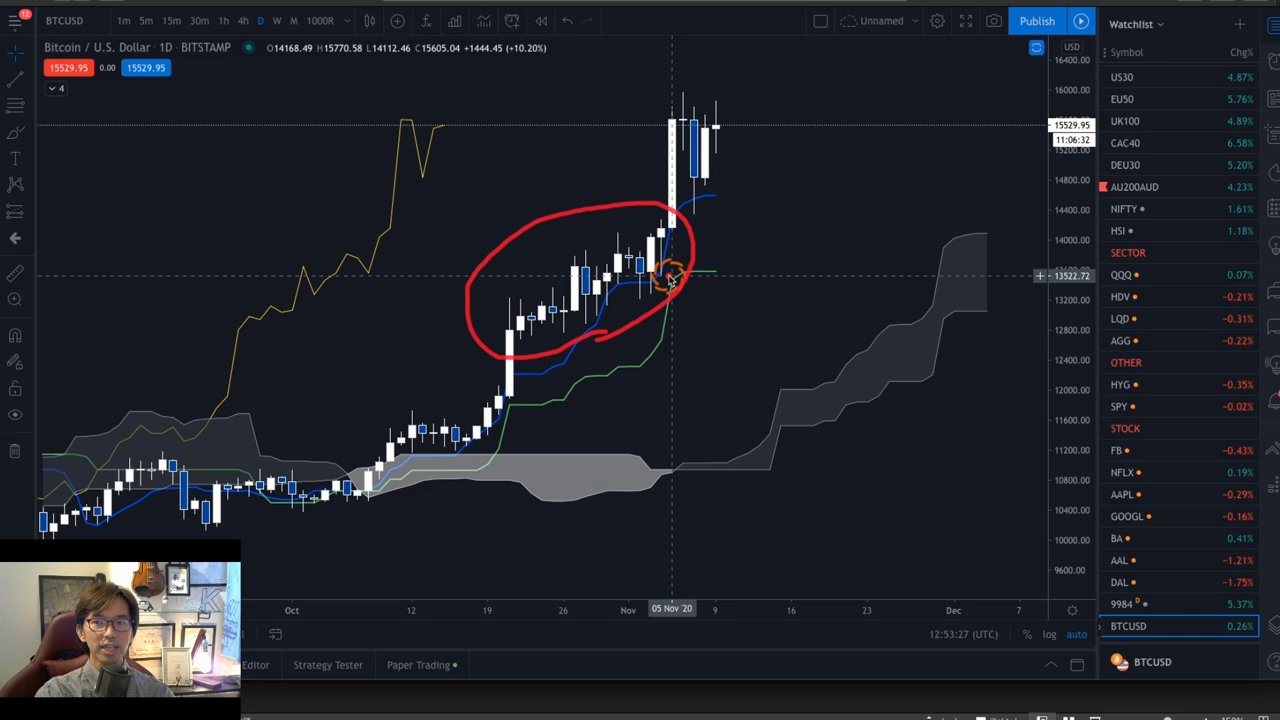 12
BTCUSD 1m 5m 15m 30m 1h 4h D W M 1000R Unnamed Publish
Bitcoin / U.S. Dollar · 1D · BITSTAMP O14168.49 H15770.58 L14112.46 C15605.04 +1444.45 (+10.20%)
15529.95 0.00 15529.95
4
USD
16400.00
16000.00
15529.95
11:06:32
15200.00
14800.00
14400.00
14000.00
13522.72
13200.00
12800.00
12400.00
12000.00
11600.00
11200.00
10800.00
10400.00
10000.00
9600.00
Oct 12 19 26 Nov 05 Nov '20 9 16 23 Dec 7
12:53:27 (UTC) % log auto
Editor Strategy Tester Paper Trading
Watchlist
Symbol Chg%
US30 4.87%
EU50 5.76%
UK100 4.89%
CAC40 6.58%
DEU30 5.20%
AU200AUD 4.23%
NIFTY 1.61%
HSI 1.18%
SECTOR
QQQ 0.07%
HDV -0.21%
LQD -0.31%
AGG -0.22%
OTHER
HYG -0.35%
SPY -0.02%
STOCK
FB -0.43%
NFLX 0.19%
AAPL -0.29%
GOOGL -0.16%
BA 0.41%
AAL -1.21%
DAL -1.75%
9984 D 5.37%
BTCUSD 0.26%
BTCUSD